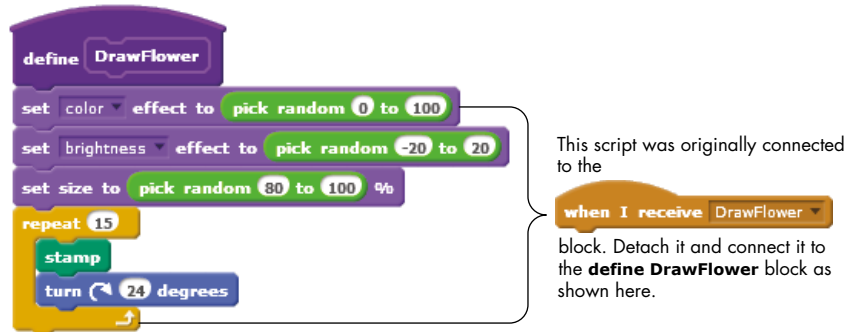 define DrawFlower
set color effect to pick random 0 to 100
set brightness effect to pick random -20 to 20
set size to pick random 80 to 100 %
repeat 15
stamp
turn 24 degrees
This script was originally connected
to the
when I receive DrawFlower
block. Detach it and connect it to
the define DrawFlower block as
shown here.